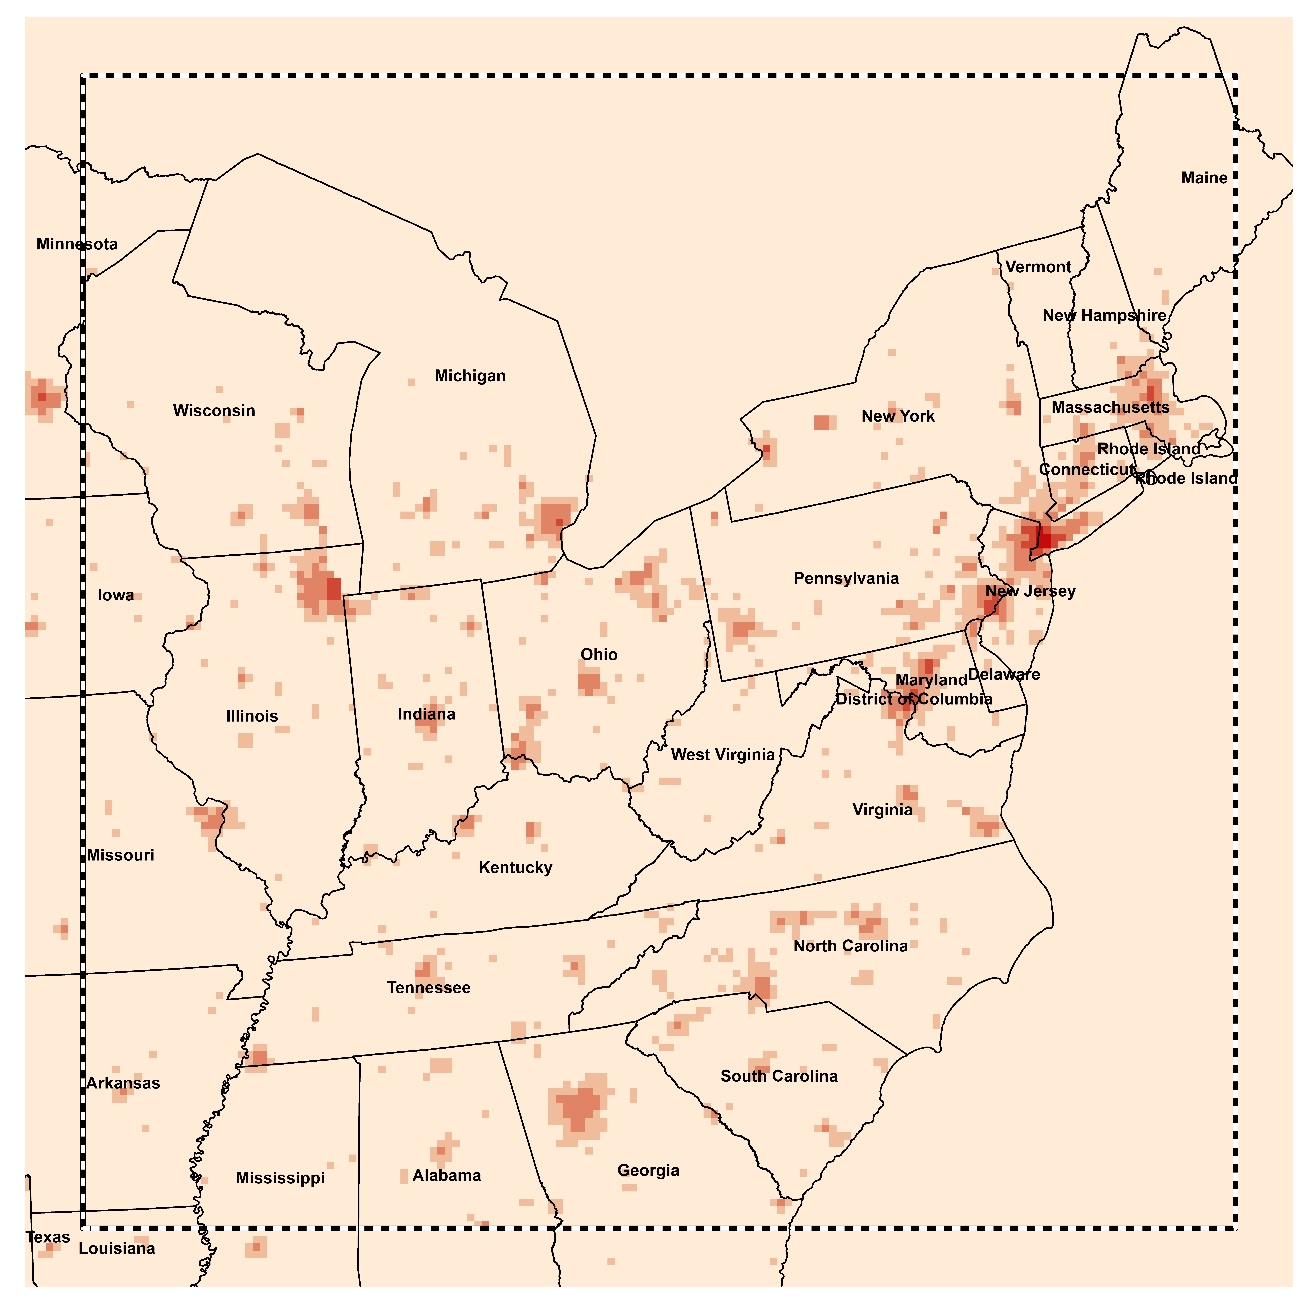 Maine
Minnesota
Vermont
New Hampshire
Michigan
Wisconsin
Massachusetts
New York
Rhode Island
Connecticut
Rhode Island
Pennsylvania
New Jersey
Iowa
Ohio
Delaware
Maryland
District of Columbia
Indiana
Illinois
West Virginia
Virginia
Missouri
Kentucky
North Carolina
Tennessee
South Carolina
Arkansas
Georgia
Alabama
Mississippi
Texas
Louisiana